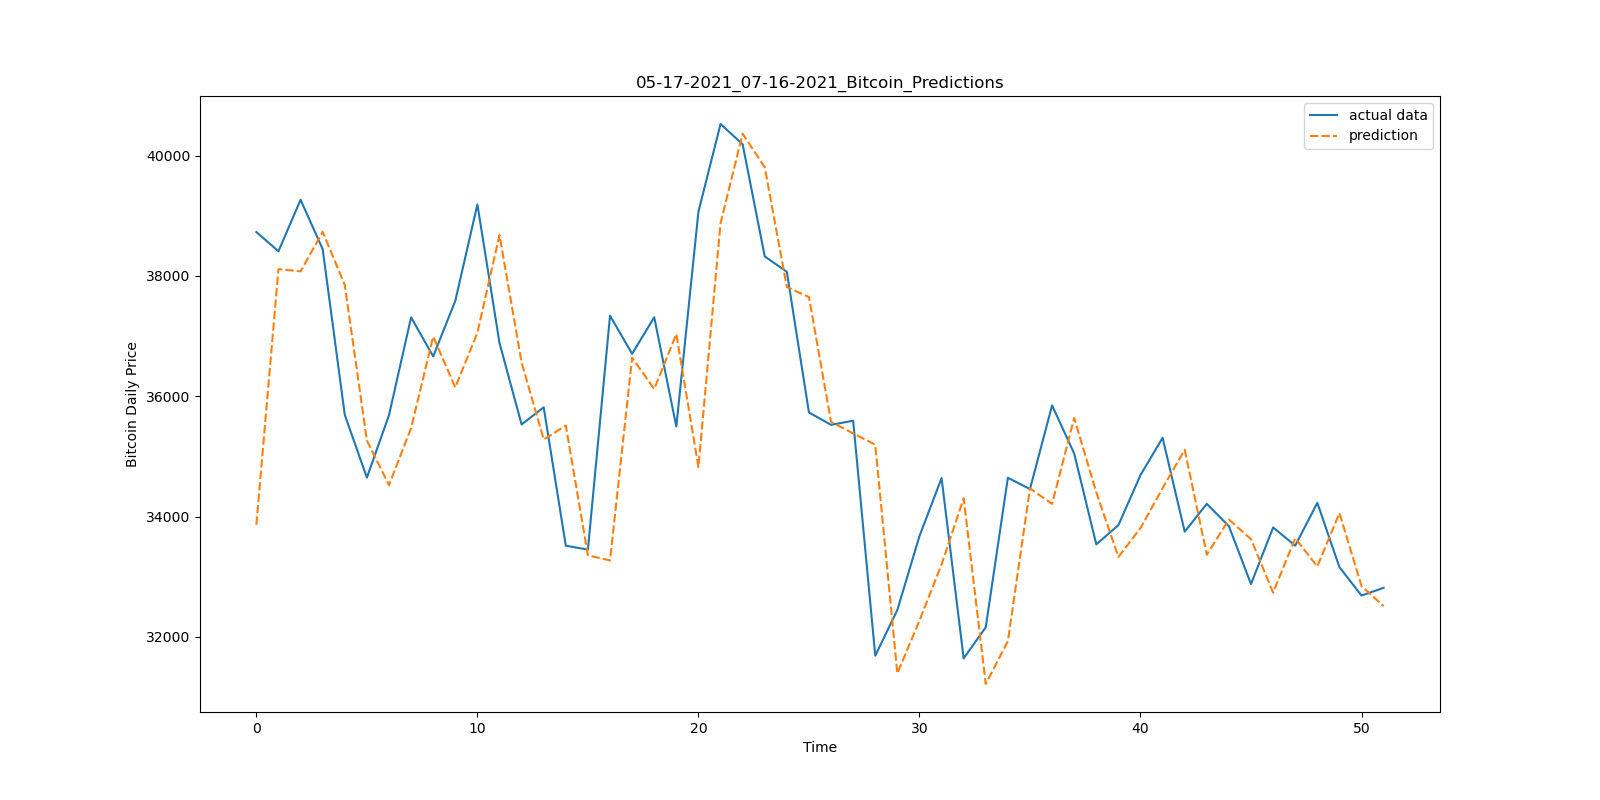 05-17-2021_07-16-2021_Bitcoin_Predictions
actual data
prediction
Bitcoin Daily Price
40000
38000
36000
34000
32000
0 10 20 30 40 50
Time